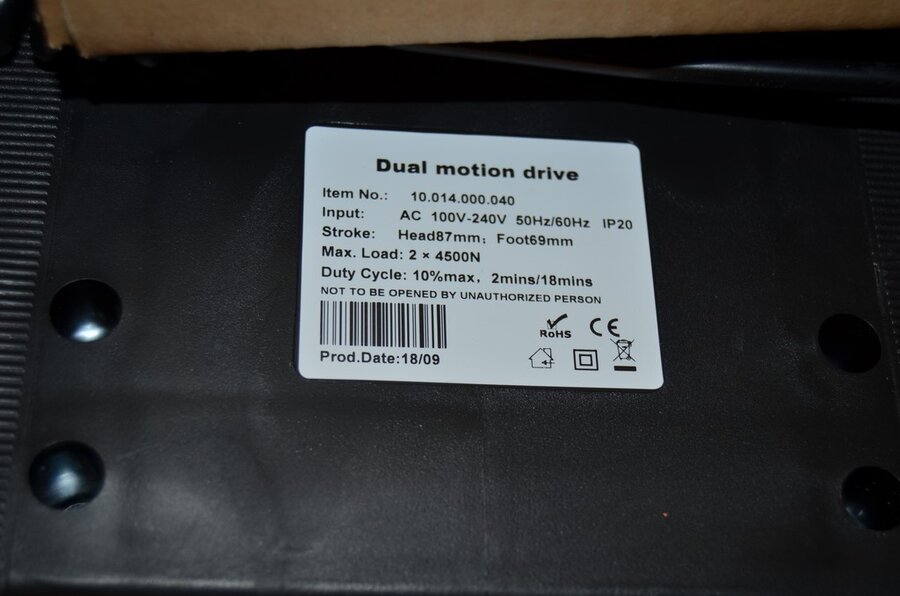 Dual motion drive
Item No.: 10.014.000.040
Input: AC 100V-240V 50Hz/60Hz IP20
Stroke: Head87mm; Foot69mm
Max. Load: 2 × 4500N
Duty Cycle: 10%max, 2mins/18mins
NOT TO BE OPENED BY UNAUTHORIZED PERSON
RoHS CE
Prod.Date:18/09